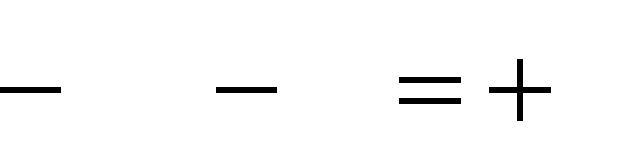 − − = +